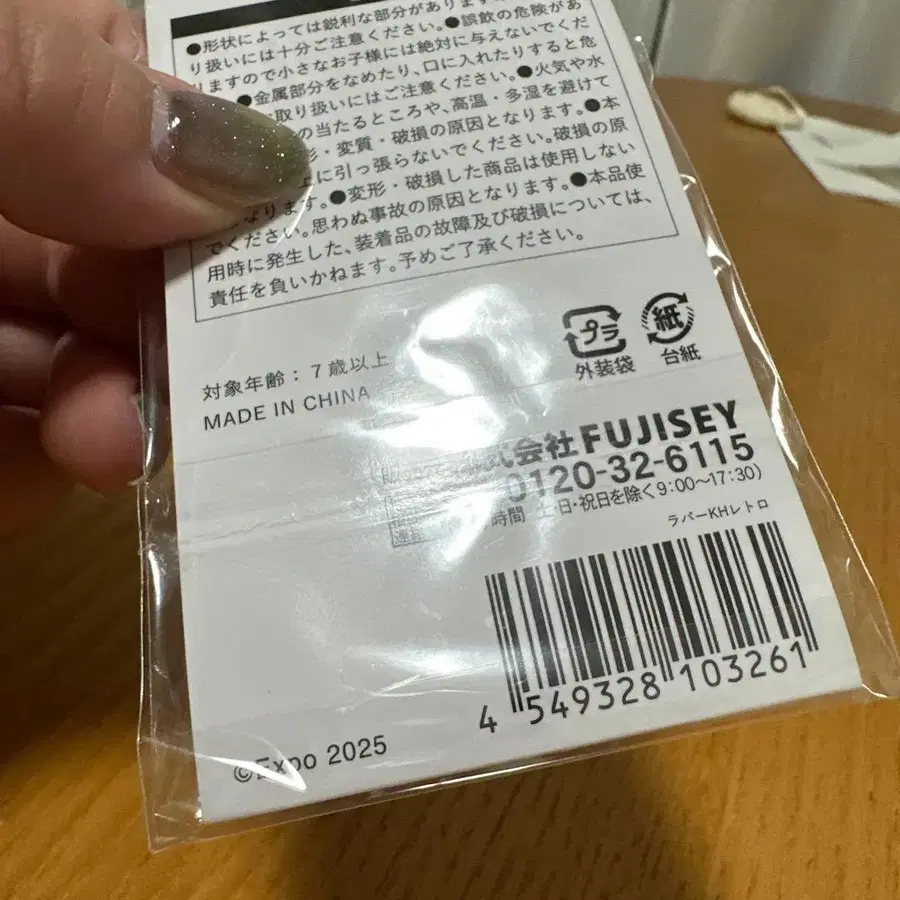 ●形状によっては鋭利な部分があります
り扱いには十分ご注意ください。●誤飲の危険があ
りますので小さなお子様には絶対に与えないでくだ
●金属部分をなめたり、口に入れたりすると危
取り扱いにはご注意ください。●火気や水
の当たるところや、高温・多湿を避けて
形・変質・破損の原因となります。●本
に引っ張らないでください。破損の原
なります。●変形・破損した商品は使用しない
でください。思わぬ事故の原因となります。●本品使
用時に発生した、装着品の故障及び破損については、
責任を負いかねます。予めご了承ください。
プラ
外装袋
紙
台紙
対象年齢：7歳以上
MADE IN CHINA
式会社FUJISEY
0120-32-6115
時間 土・日・祝日を除く9:00〜17:30)
ラバーKHレトロ
4 549328 103261
©Expo 2025